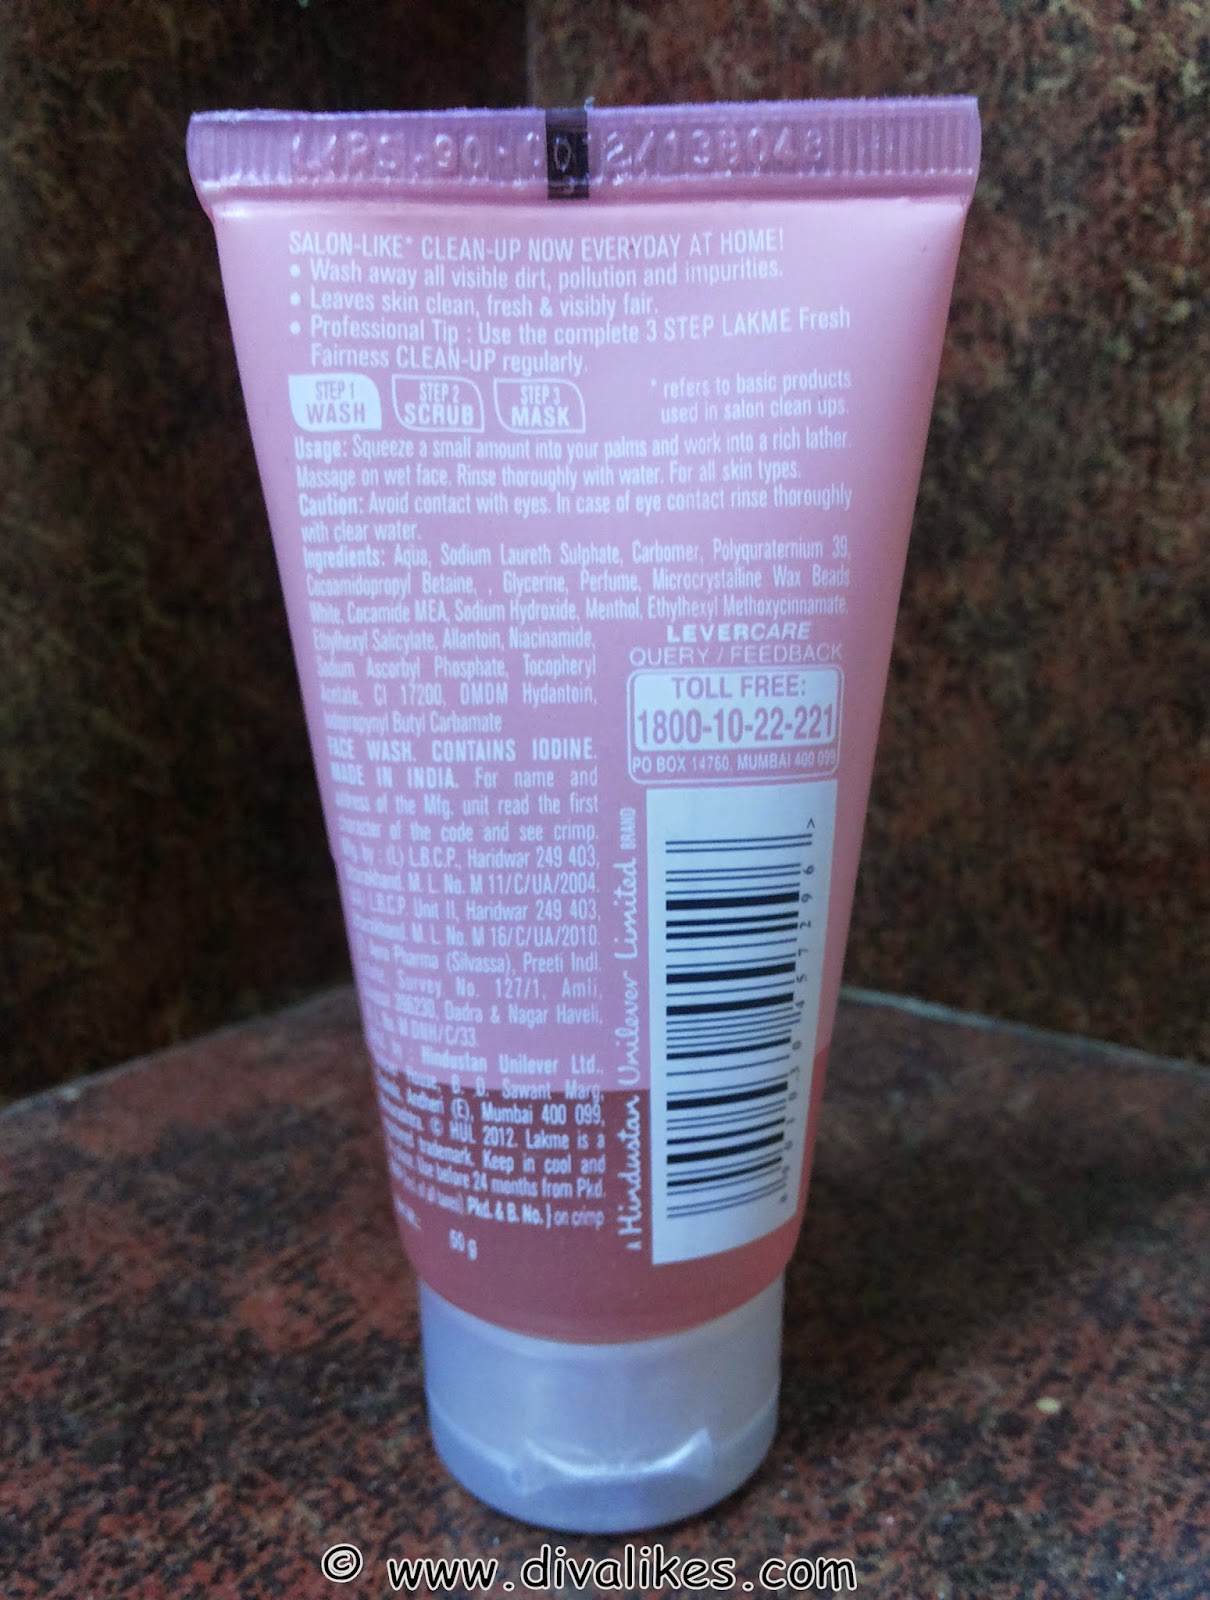 SALON-LIKE* CLEAN-UP NOW EVERYDAY AT HOME!
• Wash away all visible dirt, pollution and impurities.
• Leaves skin clean, fresh & visibly fair.
• Professional Tip : Use the complete 3 STEP LAKME Fresh
Fairness CLEAN-UP regularly.
STEP 1 WASH
STEP 2 SCRUB
STEP 3 MASK
* refers to basic products
used in salon clean ups.
Usage: Squeeze a small amount into your palms and work into a rich lather.
Massage on wet face. Rinse thoroughly with water. For all skin types.
Caution: Avoid contact with eyes. In case of eye contact rinse thoroughly
with clear water.
Ingredients: Aqua, Sodium Laureth Sulphate, Carbomer, Polyquraternium 39,
Cocoamidopropyl Betaine, , Glycerine, Perfume, Microcrystalline Wax Beads
White, Cocamide MEA, Sodium Hydroxide, Menthol, Ethylhexyl Methoxycinnamate,
Ethylhexyl Salicylate, Allantoin, Niacinamide,
Sodium Ascorbyl Phosphate, Tocopheryl
Acetate, CI 17200, DMDM Hydantoin,
Butyl Carbamate
FACE WASH. CONTAINS IODINE.
MADE IN INDIA. For name and
address of the Mfg. unit read the first
character of the code and see crimp.
Mfg by : (L) L.B.C.P., Haridwar 249 403,
M. L. No. M 11/C/UA/2004.
L.B.C.P. Unit II, Haridwar 249 403,
M. L. No. M 16/C/UA/2010.
Pharma (Silvassa), Preeti Indl.
Survey No. 127/1, Amli,
396230, Dadra & Nagar Haveli,
DNH/C/33.
Hindustan Unilever Ltd.,
House, B. D. Sawant Marg,
Andheri (E), Mumbai 400 099,
© HUL 2012. Lakme is a
trademark. Keep in cool and
Use before 24 months from Pkd.
Pkd. & B. No. } on crimp
50 g
LEVERCARE
QUERY / FEEDBACK
TOLL FREE:
1800-10-22-221
PO BOX 14760, MUMBAI 400 099
A Hindustan Unilever Limited BRAND
8 901030 457296 >
© www.divalikes.com